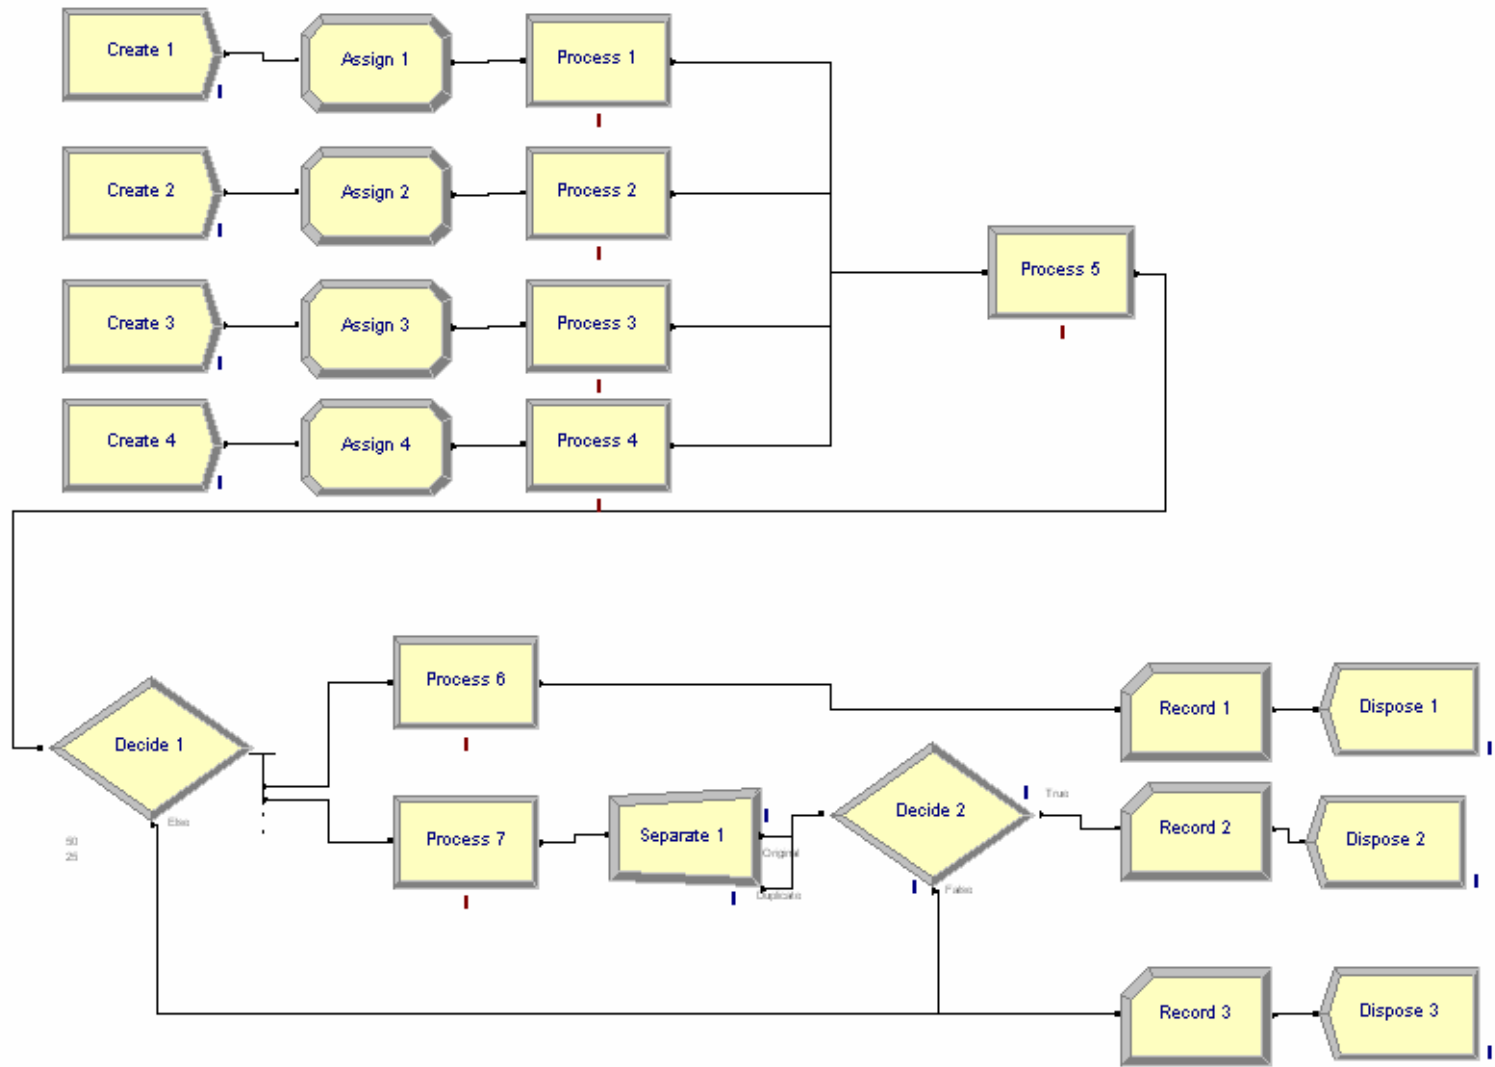 Create 1
Assign 1
Process 1
Create 2
Assign 2
Process 2
Create 3
Assign 3
Process 3
Create 4
Assign 4
Process 4
Process 5
Decide 1
Else
50
25
Process 6
Process 7
Separate 1
Original
Duplicate
Decide 2
True
False
Record 1
Dispose 1
Record 2
Dispose 2
Record 3
Dispose 3